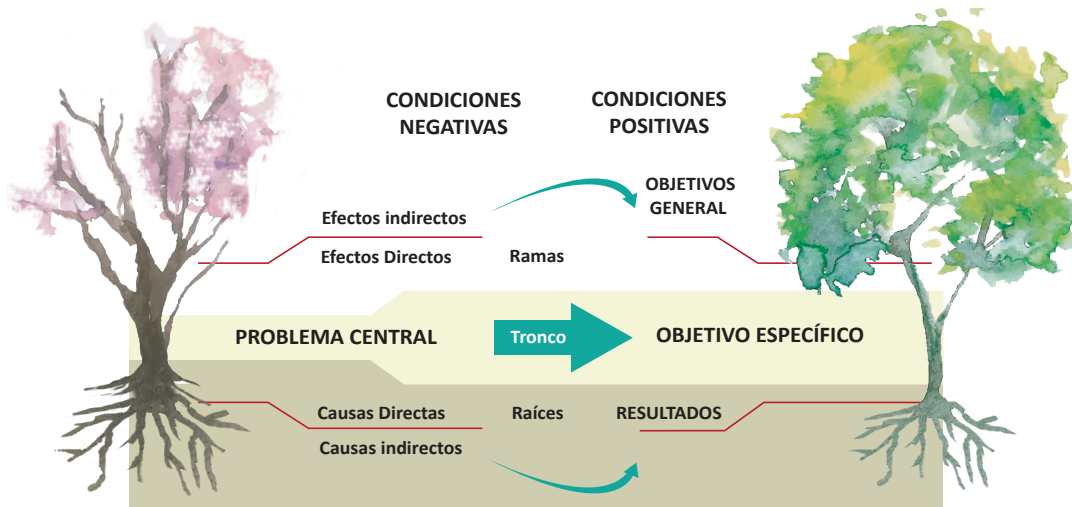 CONDICIONES
NEGATIVAS
CONDICIONES
POSITIVAS
Efectos indirectos
OBJETIVOS
GENERAL
Efectos Directos
Ramas
PROBLEMA CENTRAL
Tronco
OBJETIVO ESPECÍFICO
Causas Directas
Raíces
RESULTADOS
Causas indirectos